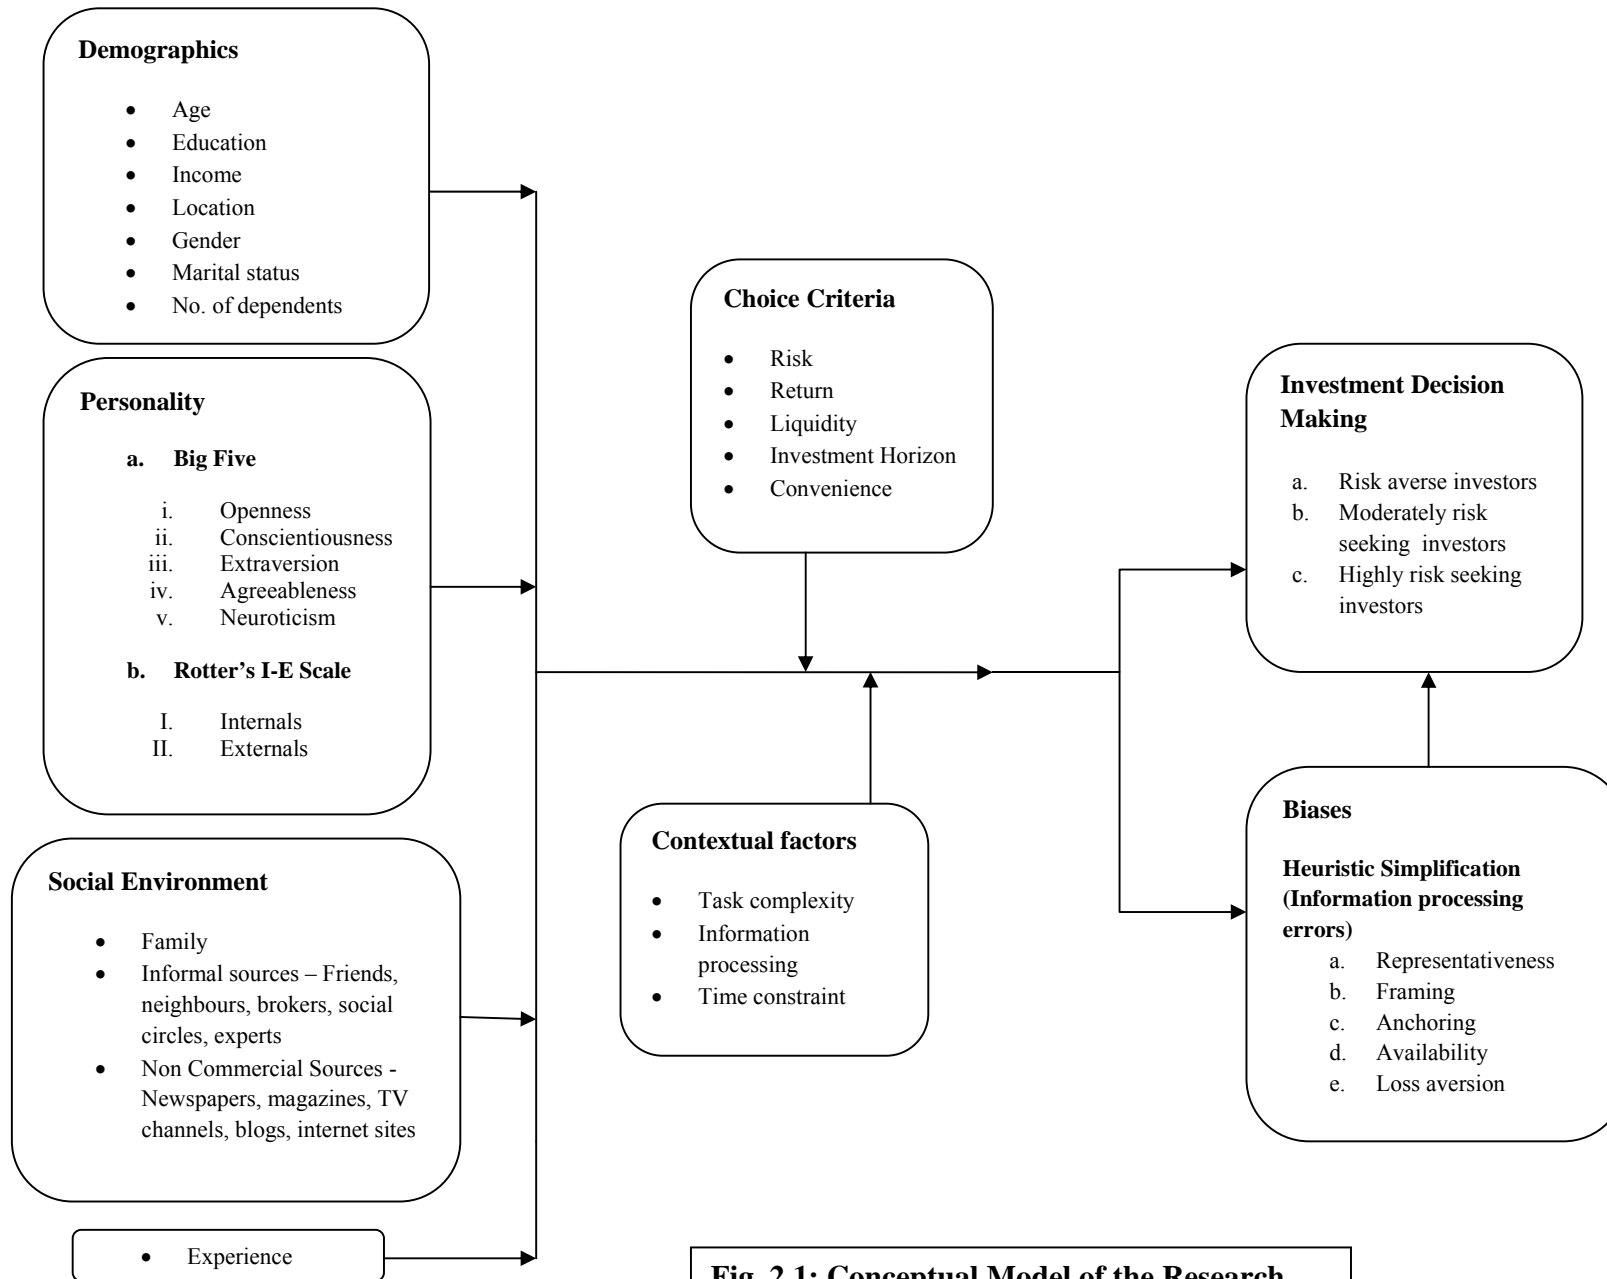 Demographics
• Age
• Education
• Income
• Location
• Gender
• Marital status
• No. of dependents
Personality
a. Big Five
i. Openness
ii. Conscientiousness
iii. Extraversion
iv. Agreeableness
v. Neuroticism
b. Rotter’s I-E Scale
I. Internals
II. Externals
Social Environment
• Family
• Informal sources – Friends,
neighbours, brokers, social
circles, experts
• Non Commercial Sources -
Newspapers, magazines, TV
channels, blogs, internet sites
• Experience
Choice Criteria
• Risk
• Return
• Liquidity
• Investment Horizon
• Convenience
Contextual factors
• Task complexity
• Information
processing
• Time constraint
Investment Decision
Making
a. Risk averse investors
b. Moderately risk
seeking investors
c. Highly risk seeking
investors
Biases
Heuristic Simplification
(Information processing
errors)
a. Representativeness
b. Framing
c. Anchoring
d. Availability
e. Loss aversion
Fig. 2.1: Conceptual Model of the Research